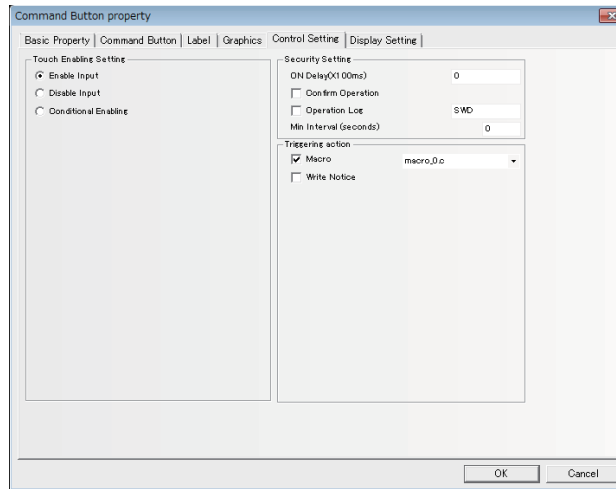 Command Button property
Basic Property | Command Button | Label | Graphics | Control Setting | Display Setting |
Touch Enabling Setting
Enable Input
Disable Input
Conditional Enabling
Security Setting
ON Delay(X100ms) 0
Confirm Operation
Operation Log SWD
Min Interval (seconds) 0
Triggering action
Macro macro_0.c
Write Notice
OK Cancel